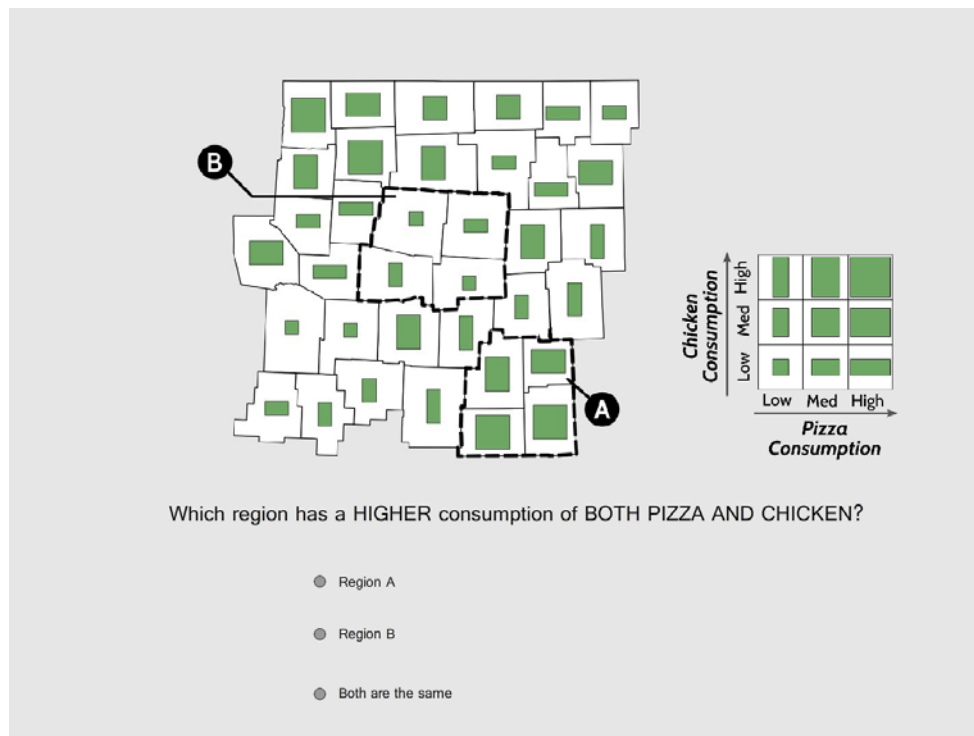 B
A
Chicken
Consumption
High
Med
Low
Low Med High
Pizza
Consumption
Which region has a HIGHER consumption of BOTH PIZZA AND CHICKEN?
Region A
Region B
Both are the same